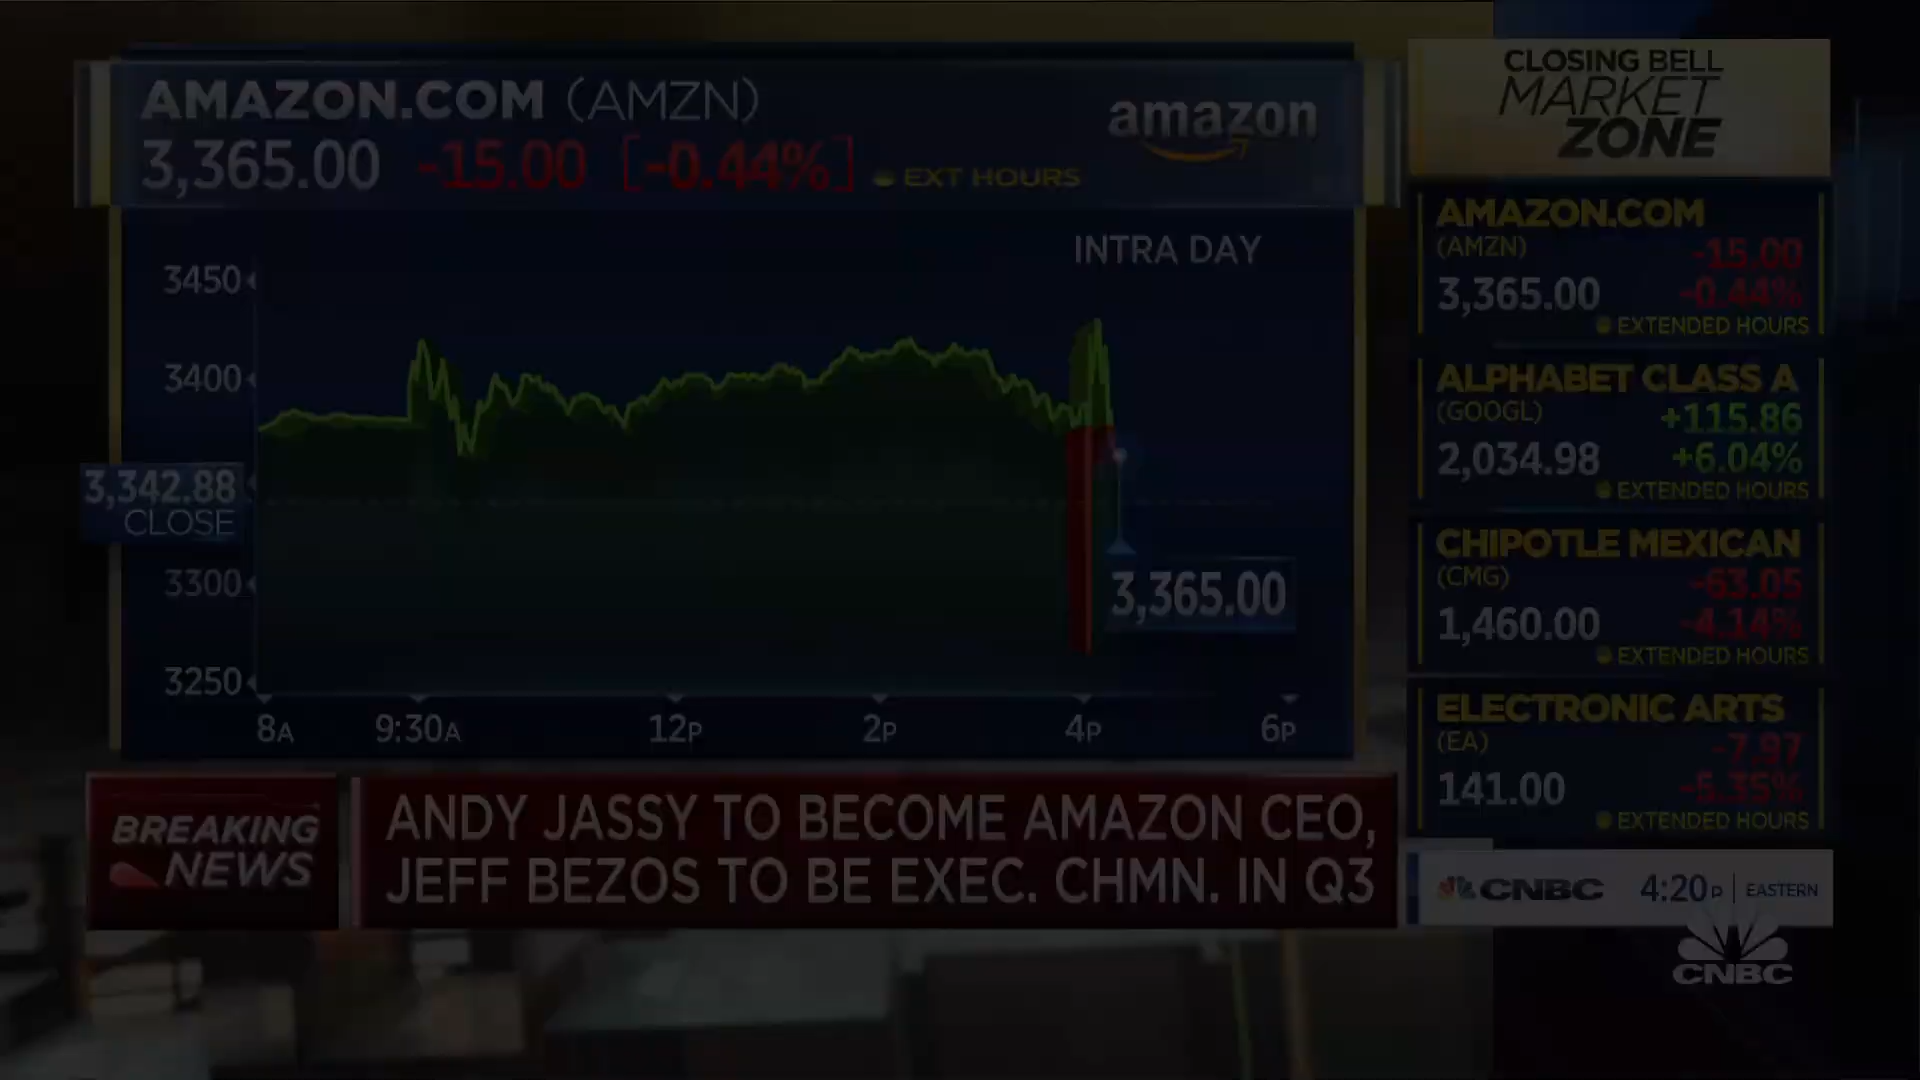 AMAZON.COM (AMZN)
3,365.00 -15.00 [-0.44%] EXT HOURS
amazon
INTRA DAY
3450
3400
3,342.88
CLOSE
3300
3250
3,365.00
8A 9:30A 12P 2P 4P 6P
BREAKING
NEWS
ANDY JASSY TO BECOME AMAZON CEO,
JEFF BEZOS TO BE EXEC. CHMN. IN Q3
CLOSING BELL
MARKET
ZONE
AMAZON.COM
(AMZN) -15.00
3,365.00 -0.44%
EXTENDED HOURS
ALPHABET CLASS A
(GOOGL) +115.86
2,034.98 +6.04%
EXTENDED HOURS
CHIPOTLE MEXICAN
(CMG) -63.05
1,460.00 -4.14%
EXTENDED HOURS
ELECTRONIC ARTS
(EA) -7.97
141.00 -5.35%
EXTENDED HOURS
CNBC 4:20P EASTERN
CNBC